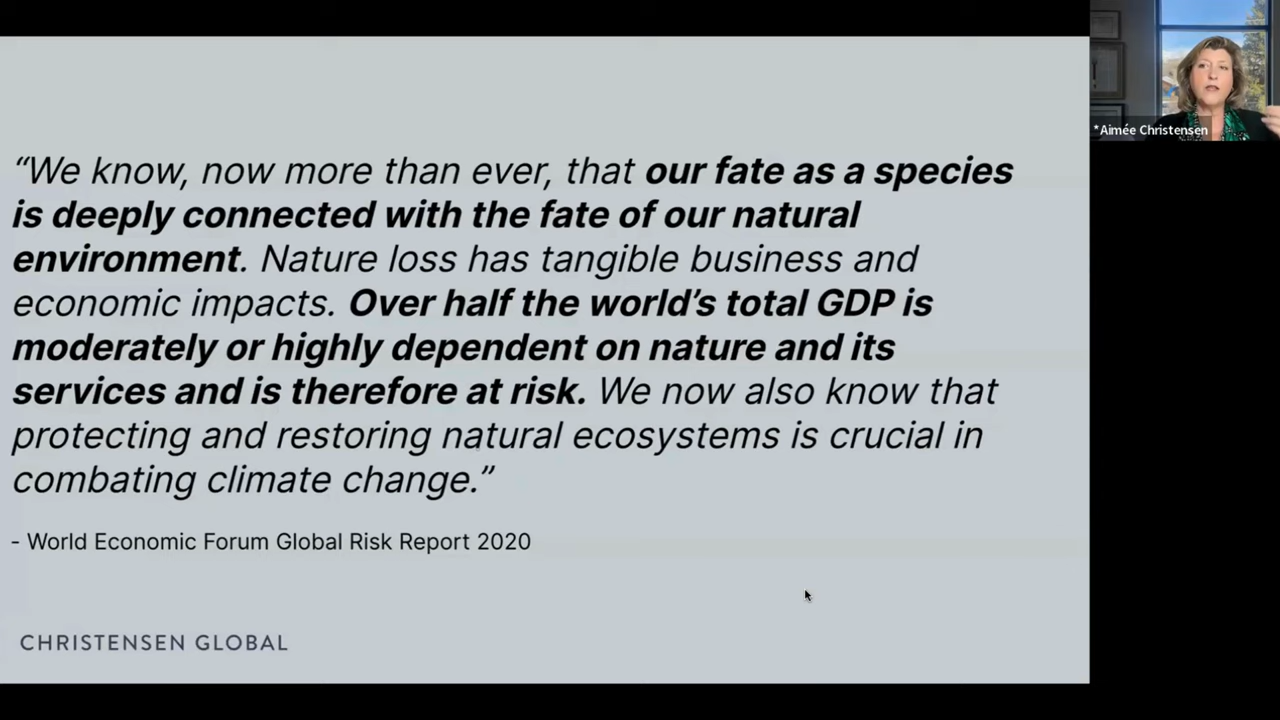 “We know, now more than ever, that our fate as a species
is deeply connected with the fate of our natural
environment. Nature loss has tangible business and
economic impacts. Over half the world’s total GDP is
moderately or highly dependent on nature and its
services and is therefore at risk. We now also know that
protecting and restoring natural ecosystems is crucial in
combating climate change.”
- World Economic Forum Global Risk Report 2020
CHRISTENSEN GLOBAL
*Aimée Christensen